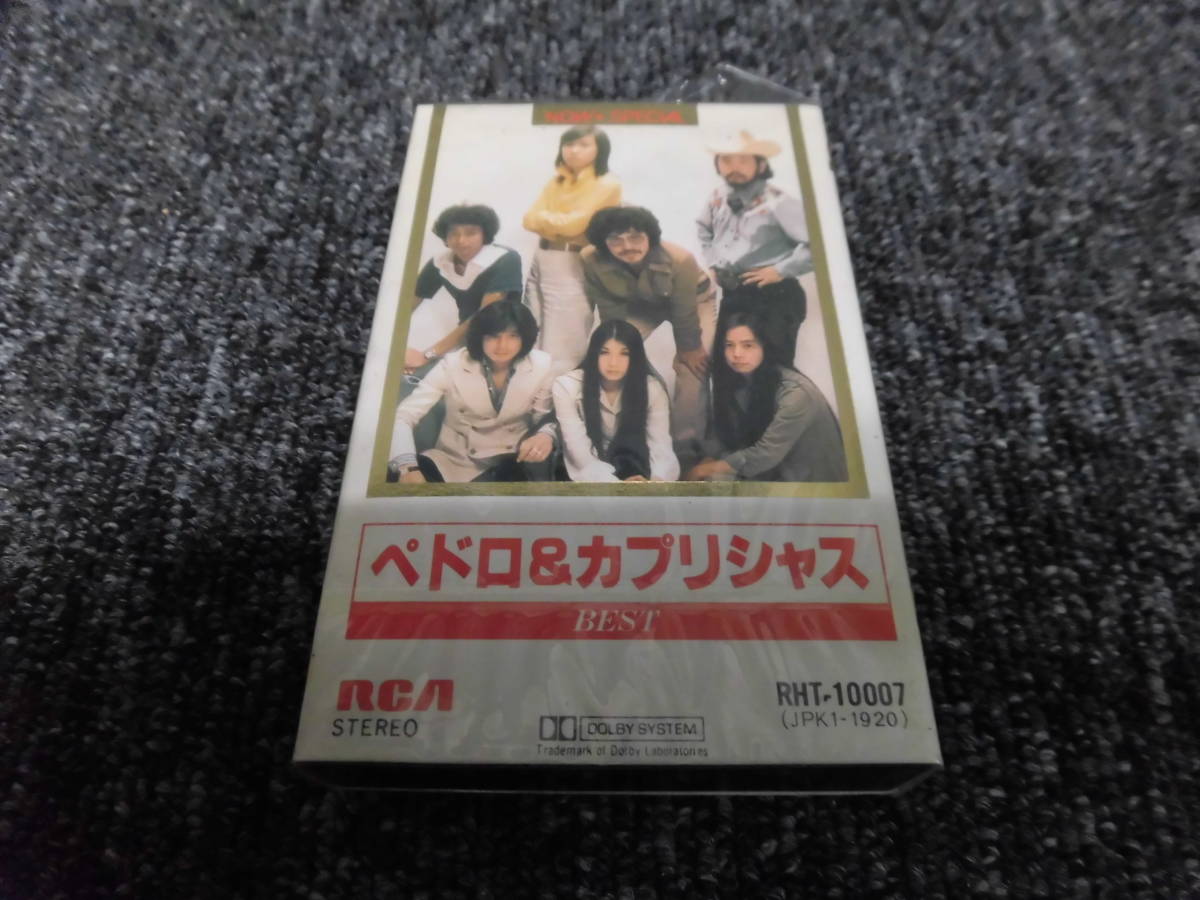 ペドロ&カプリシャス
BEST
RCA
STEREO
DOLBY SYSTEM
Trademark of Dolby Laboratories
RHT-10007
(JPK1-1920)